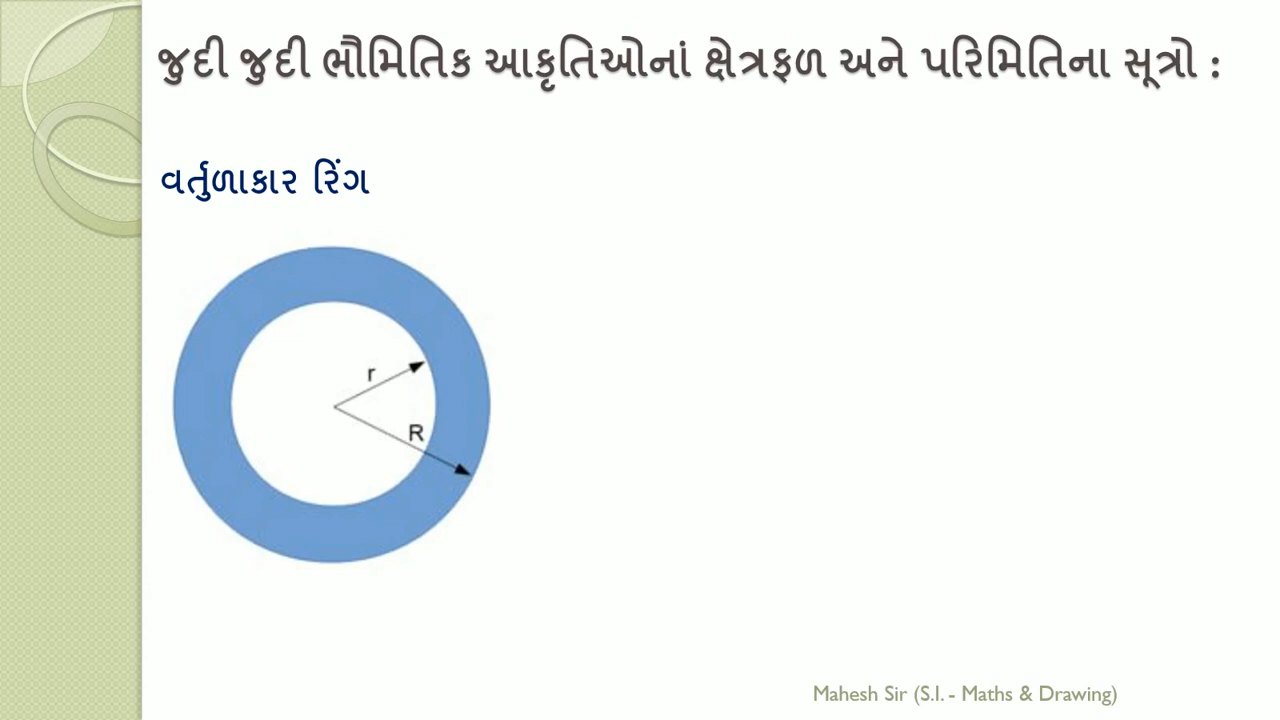 જુદી જુદી ભૌમિતિક આકૃતિઓનાં ક્ષેત્રફળ અને પરિમિતિના સૂત્રો :
વર્તુળાકાર રિંગ
r
R
Mahesh Sir (S.I. - Maths & Drawing)